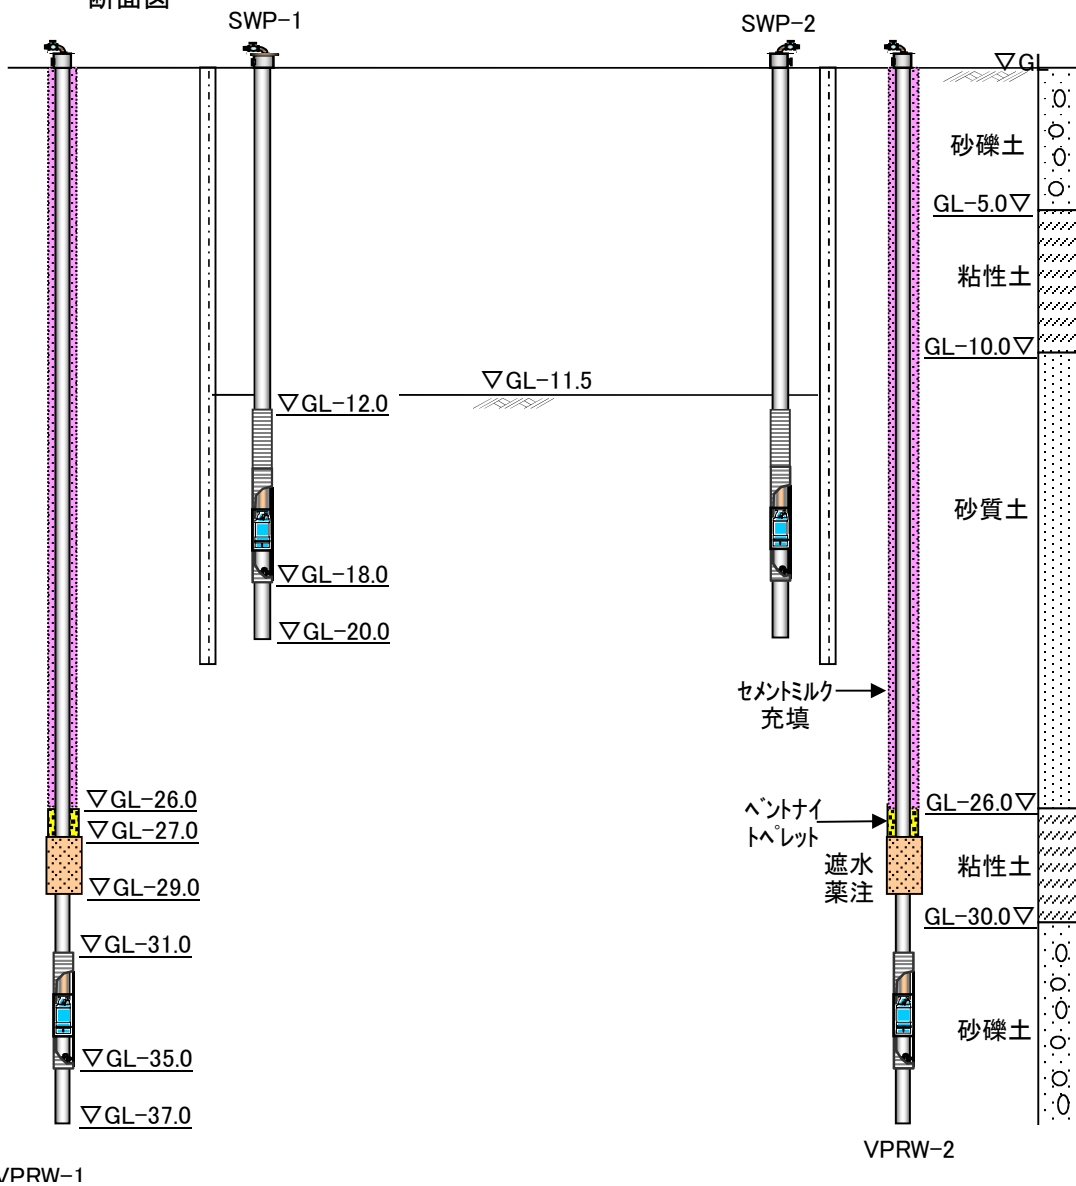 断面図
SWP-1
SWP-2
▽G
砂礫土
GL-5.0▽
粘性土
GL-10.0▽
▽GL-11.5
▽GL-12.0
砂質土
▽GL-18.0
▽GL-20.0
セメントミルク
充填
▽GL-26.0
▽GL-27.0
▽GL-29.0
ベントナイ
トペレット
GL-26.0▽
遮水
薬注
粘性土
GL-30.0▽
▽GL-31.0
砂礫土
▽GL-35.0
▽GL-37.0
VPRW-2
VPRW-1